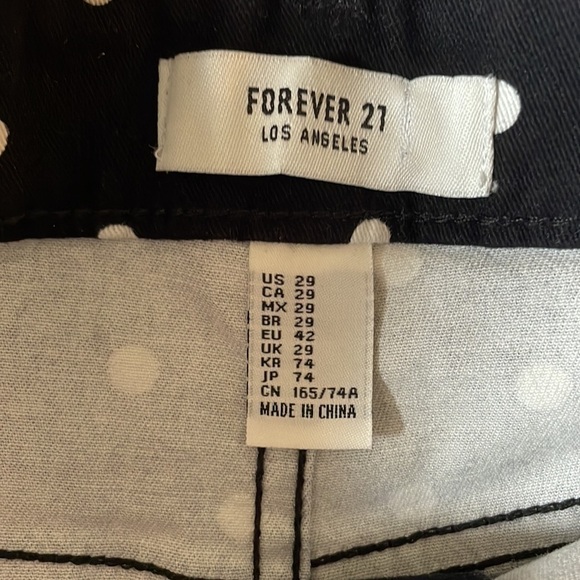 FOREVER 21
LOS ANGELES
US 29
CA 29
MX 29
BR 29
EU 42
UK 29
KR 74
JP 74
CN 165/74A
MADE IN CHINA